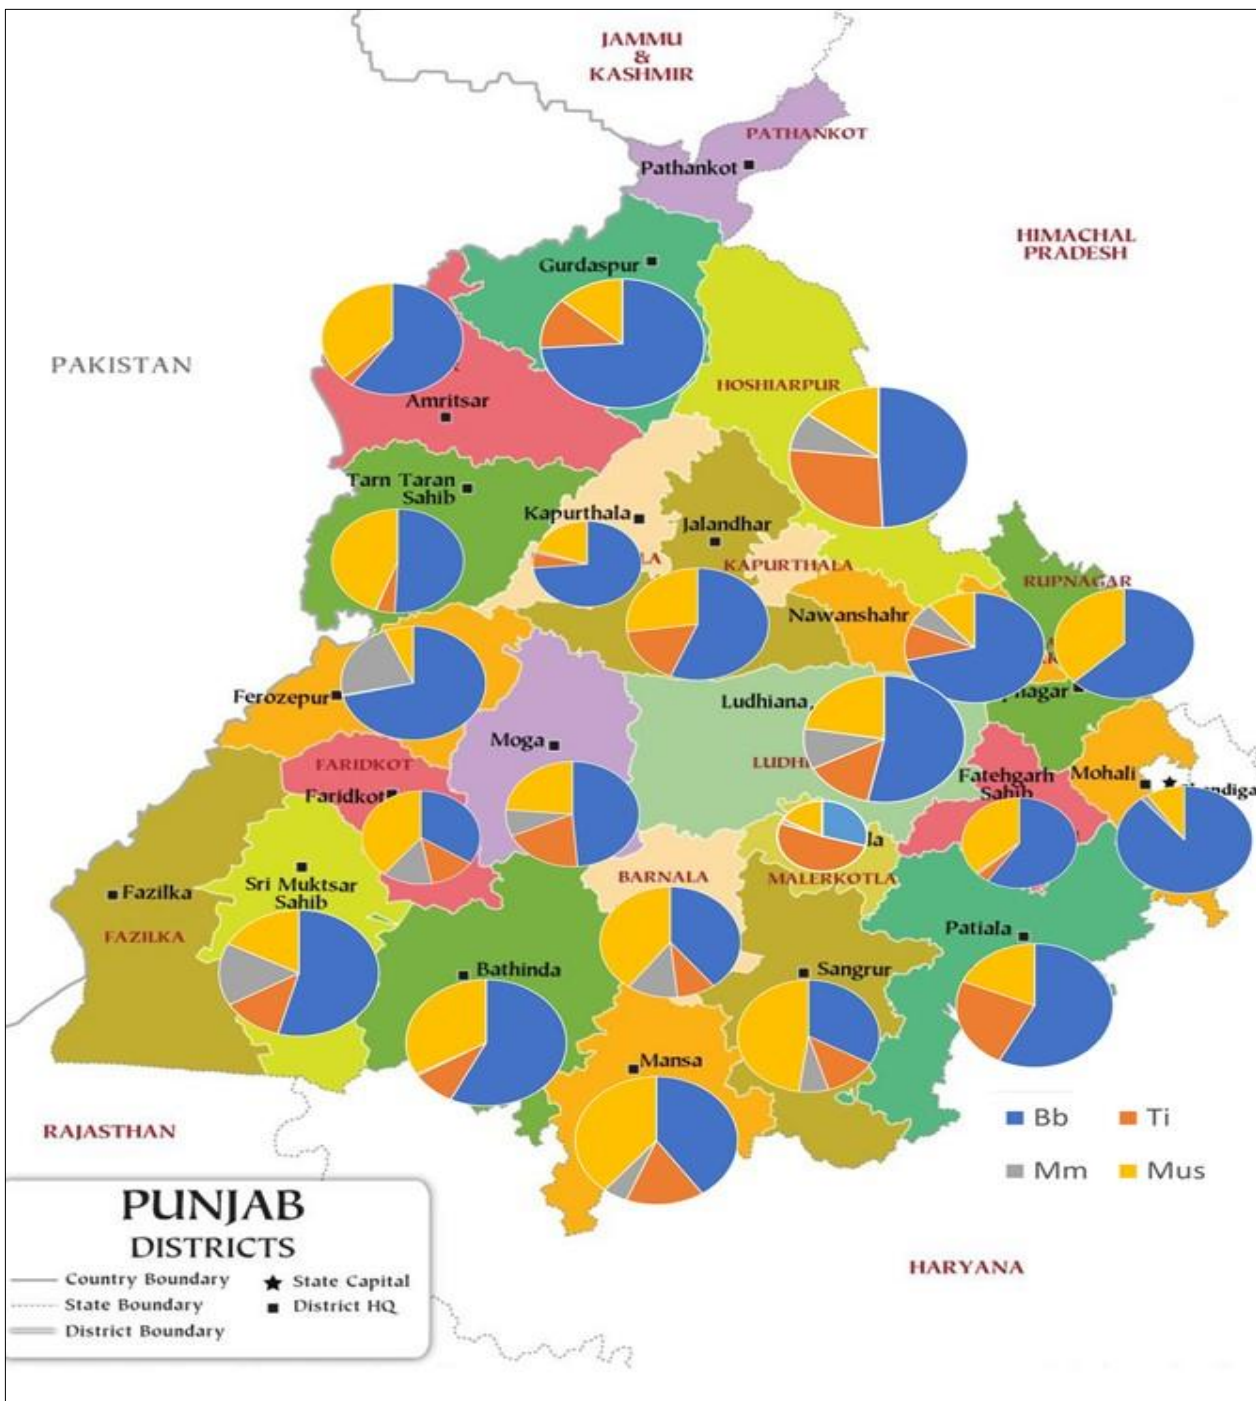 JAMMU
&
KASHMIR
PATHANKOT
Pathankot
HIMACHAL
PRADESH
Gurdaspur
PAKISTAN
HOSHIARPUR
Amritsar
Tarn Taran
Sahib
Kapurthala
Jalandhar
KAPURTHALA
RUPNAGAR
Nawanshahr
Ferozepur
Ludhiana
Moga
FARIDKOT
Faridkot
Fatehgarh
Sahib
Mohali
Fazilka
FAZILKA
Sri Muktsar
Sahib
BARNALA
MALERKOTLA
Patiala
Bathinda
Sangrur
Mansa
Bb
Ti
Mm
Mus
RAJASTHAN
HARYANA
PUNJAB
DISTRICTS
Country Boundary
State Capital
State Boundary
District HQ
District Boundary